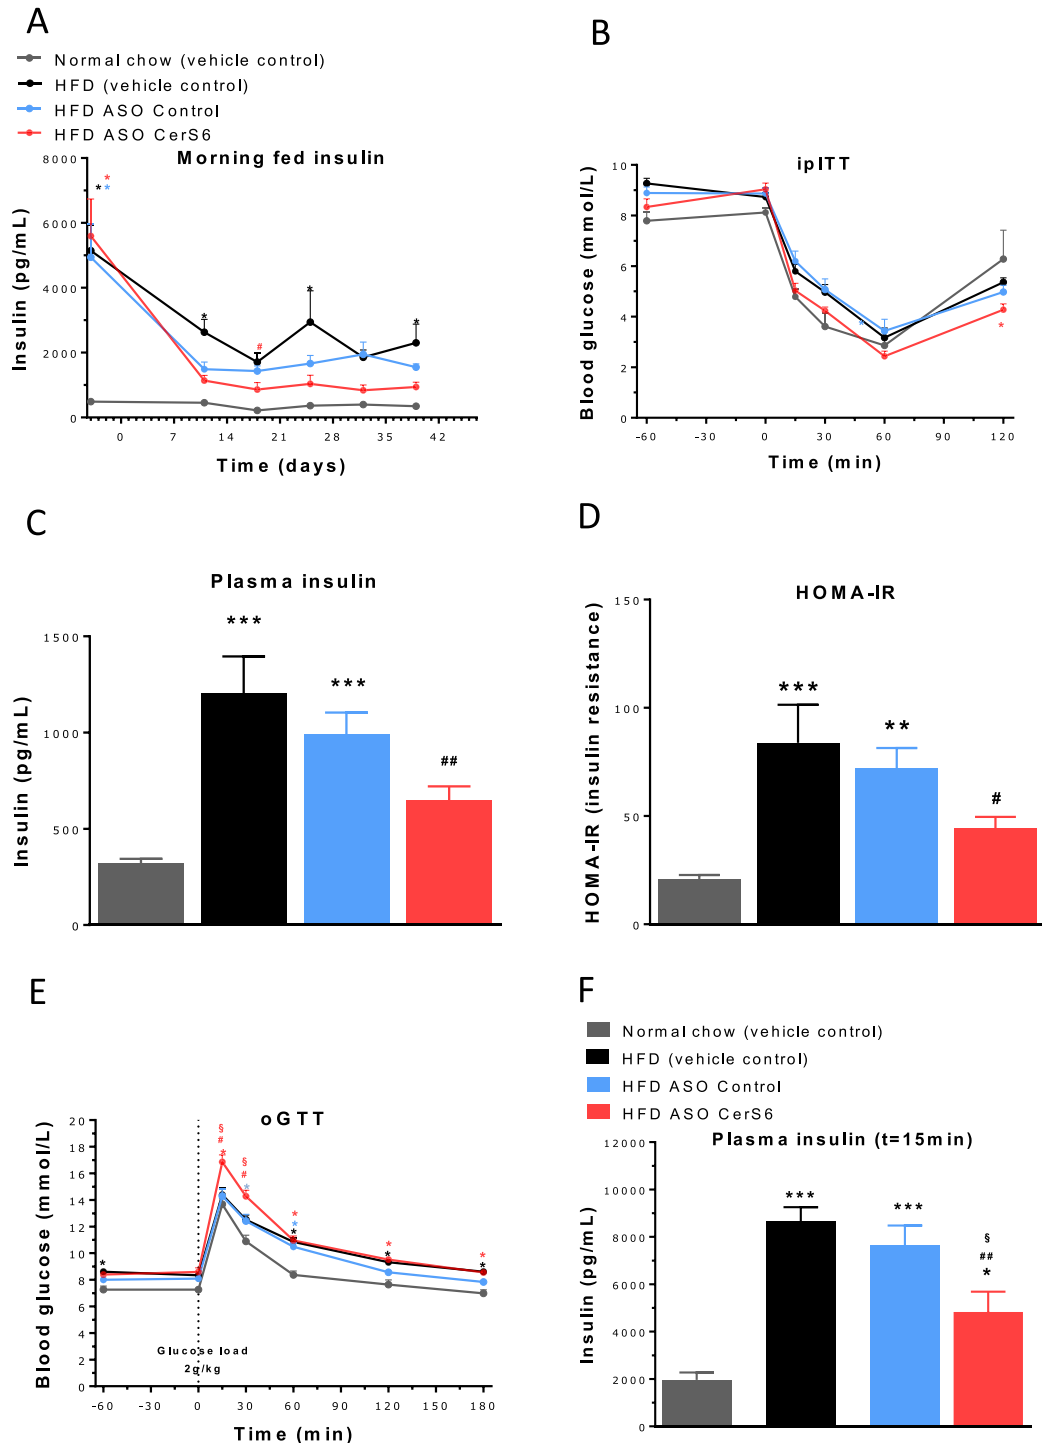 A
Normal chow (vehicle control)
HFD (vehicle control)
HFD ASO Control
HFD ASO CerS6
Morning fed insulin
Insulin (pg/mL)
8000
6000
4000
2000
0
* * *
*
#
*
*
0 7 14 21 28 35 42
Time (days)
B
ipITT
Blood glucose (mmol/L)
10
8
6
4
2
0
*
*
-60 -30 0 30 60 90 120
Time (min)
C
Plasma insulin
Insulin (pg/mL)
1500
1000
500
0
***
***
##
D
HOMA-IR
HOMA-IR (insulin resistance)
150
100
50
0
***
**
#
E
oGTT
Blood glucose (mmol/L)
20
18
16
14
12
10
8
6
4
2
0
*
§
#
*
§
#
*
*
*
*
*
*
*
*
Glucose load
2g/kg
-60 -30 0 30 60 90 120 150 180
Time (min)
F
Normal chow (vehicle control)
HFD (vehicle control)
HFD ASO Control
HFD ASO CerS6
Plasma insulin (t=15min)
Insulin (pg/mL)
12000
10000
8000
6000
4000
2000
0
***
***
§
##
*